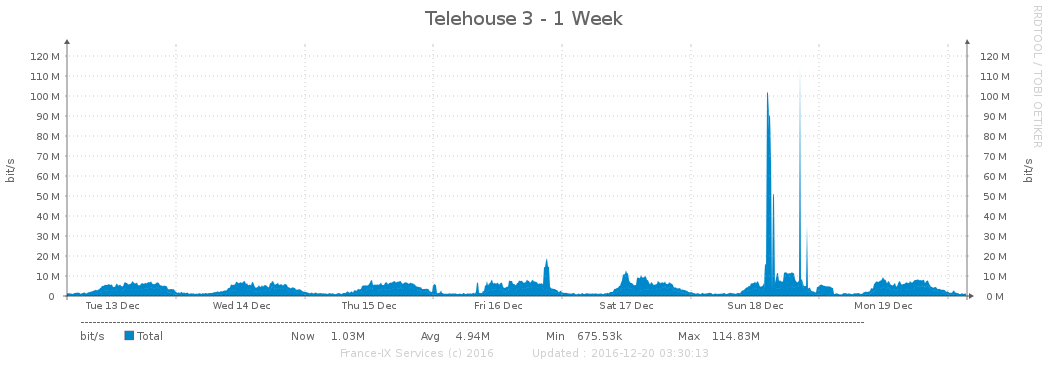 Telehouse 3 - 1 Week
RRDTOOL / TOBI OETIKER
bit/s
120 M
110 M
100 M
90 M
80 M
70 M
60 M
50 M
40 M
30 M
20 M
10 M
0
120 M
110 M
100 M
90 M
80 M
70 M
60 M
50 M
40 M
30 M
20 M
10 M
0 M
bit/s
Tue 13 Dec Wed 14 Dec Thu 15 Dec Fri 16 Dec Sat 17 Dec Sun 18 Dec Mon 19 Dec
bit/s Total Now 1.03M Avg 4.94M Min 675.53k Max 114.83M
France-IX Services (c) 2016 Updated : 2016-12-20 03:30:13